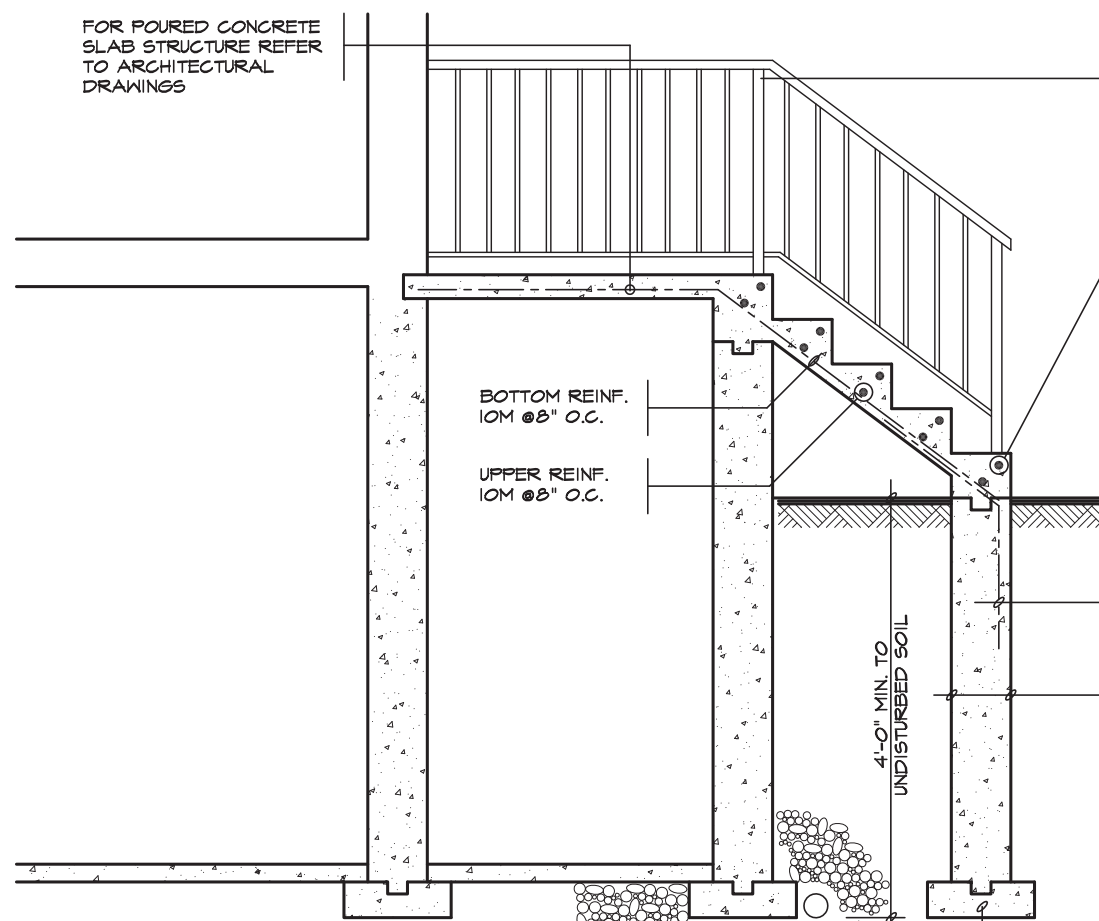 FOR POURED CONCRETE
SLAB STRUCTURE REFER
TO ARCHITECTURAL
DRAWINGS
BOTTOM REINF.
10M @8" O.C.
UPPER REINF.
10M @8" O.C.
4'-0" MIN. TO
UNDISTURBED SOIL